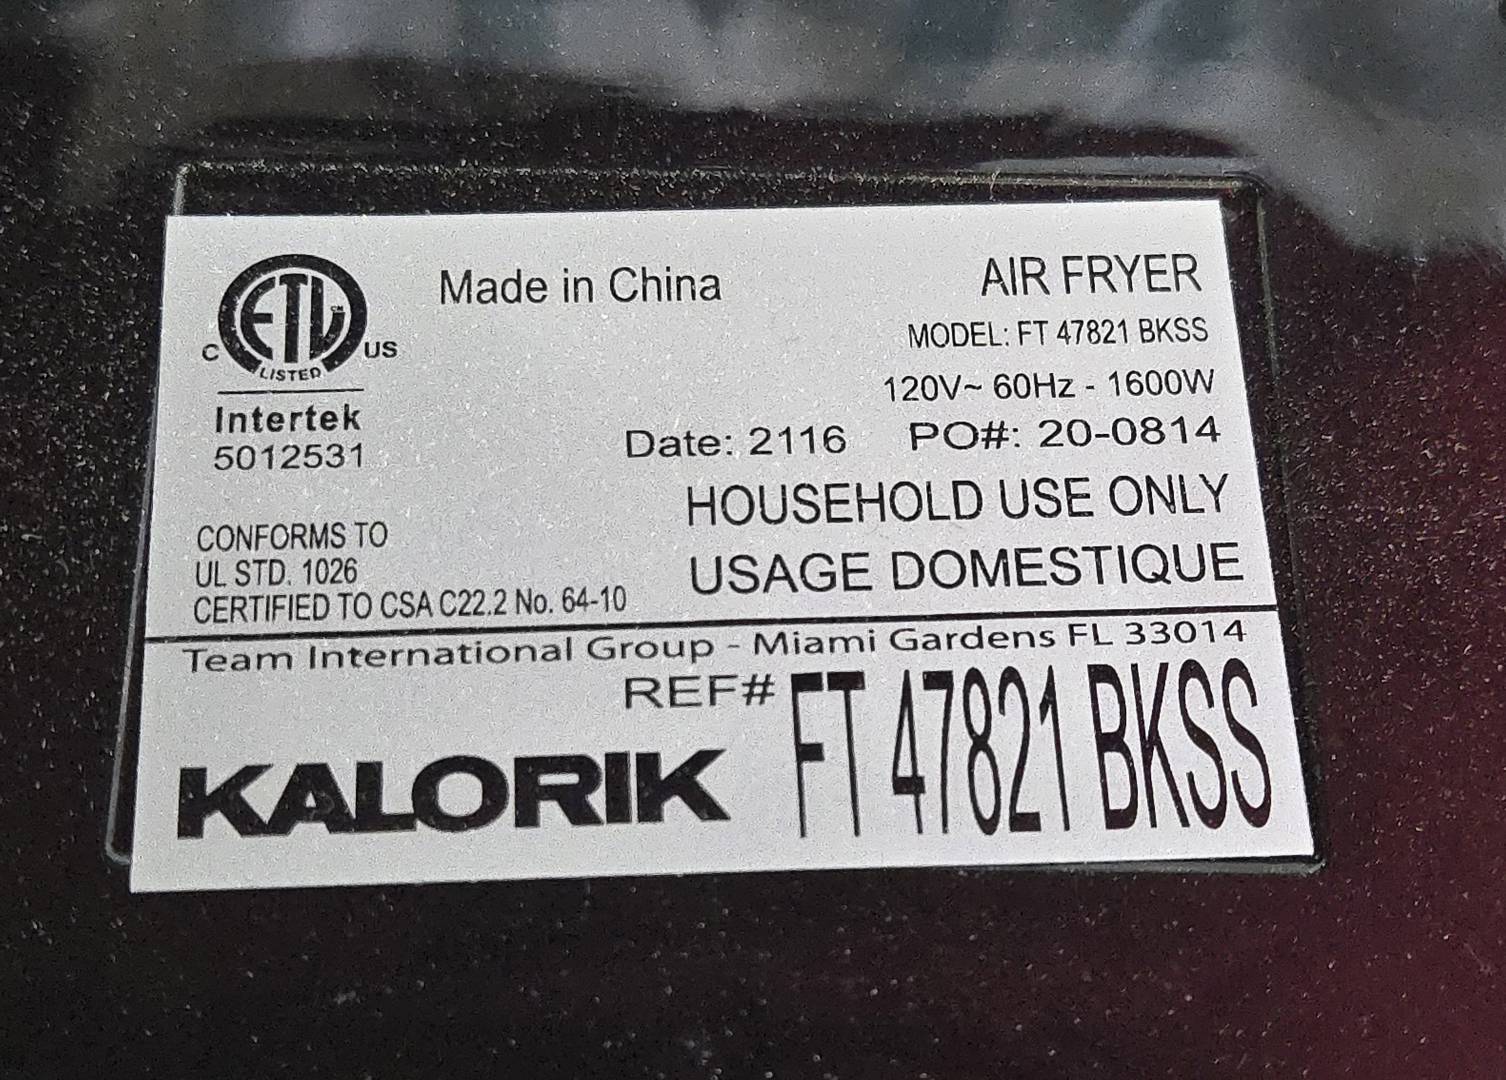 ETL
C US
LISTED
Intertek
5012531
Made in China
AIR FRYER
MODEL: FT 47821 BKSS
120V~ 60Hz - 1600W
Date: 2116 PO#: 20-0814
HOUSEHOLD USE ONLY
USAGE DOMESTIQUE
CONFORMS TO
UL STD. 1026
CERTIFIED TO CSA C22.2 No. 64-10
Team International Group - Miami Gardens FL 33014
REF# FT 47821 BKSS
KALORIK